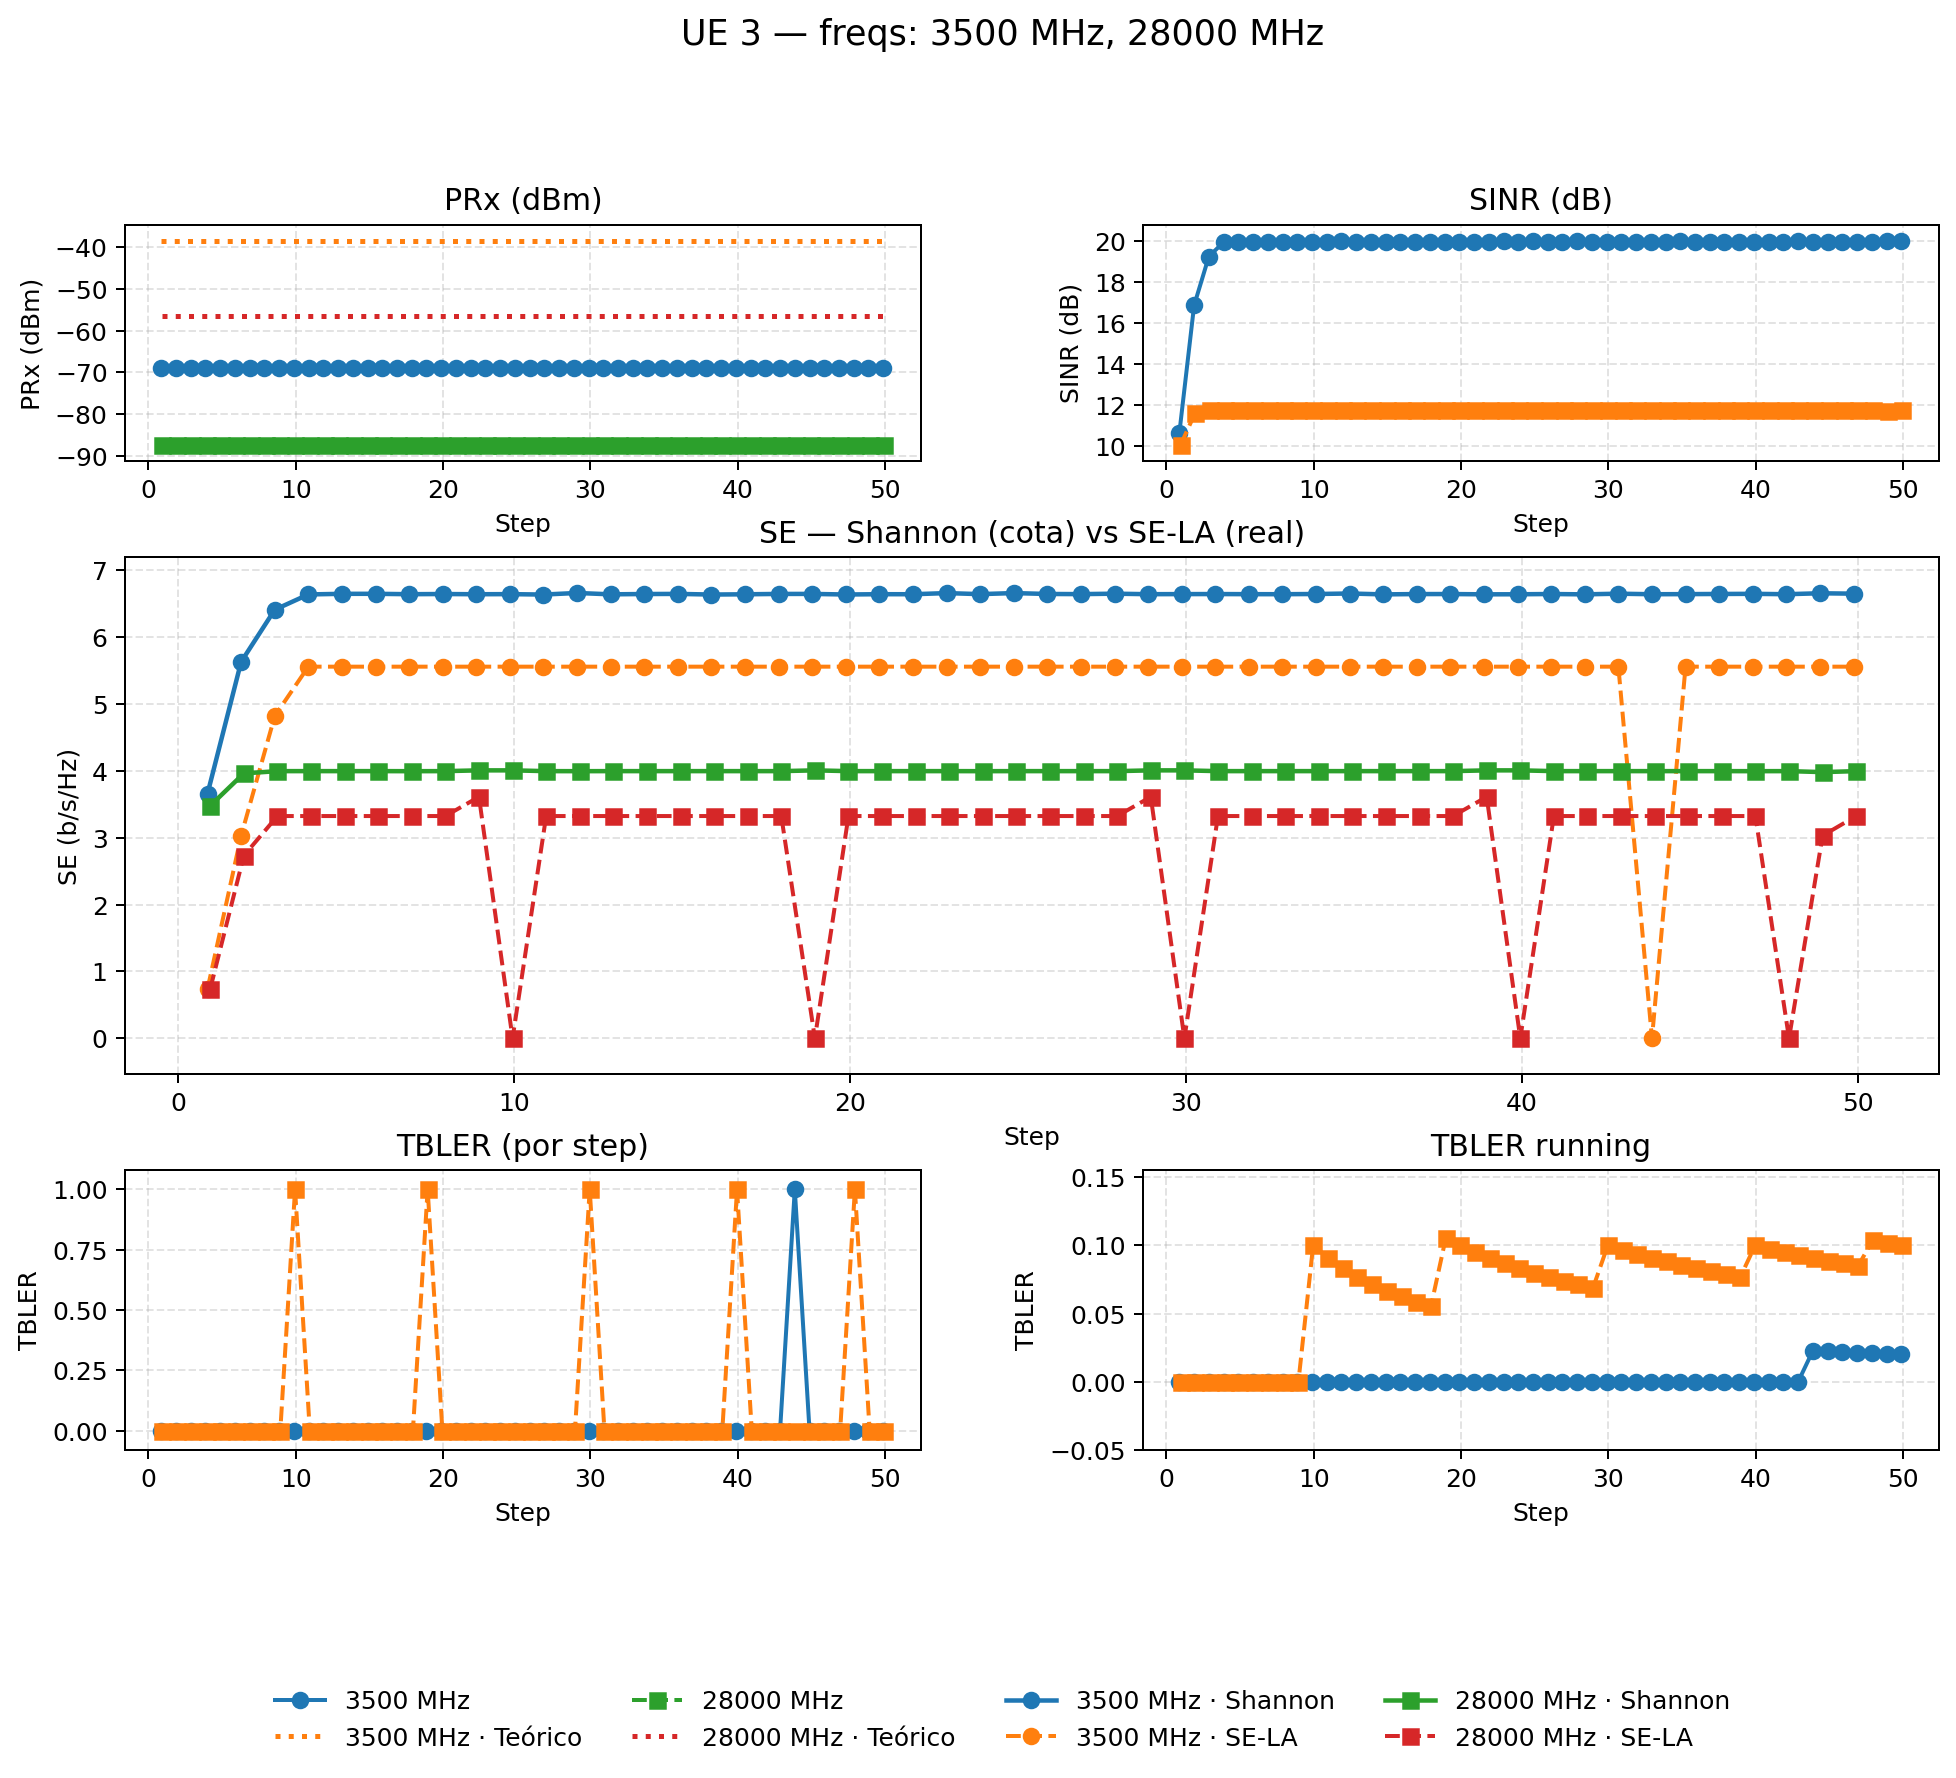 UE 3 — freqs: 3500 MHz, 28000 MHz
PRx (dBm)
PRx (dBm)
−40
−50
−60
−70
−80
−90
0 10 20 30 40 50
Step
SINR (dB)
SINR (dB)
20
18
16
14
12
10
0 10 20 30 40 50
Step
SE — Shannon (cota) vs SE-LA (real)
SE (b/s/Hz)
7
6
5
4
3
2
1
0
0 10 20 30 40 50
Step
TBLER (por step)
TBLER
1.00
0.75
0.50
0.25
0.00
0 10 20 30 40 50
Step
TBLER running
TBLER
0.15
0.10
0.05
0.00
−0.05
0 10 20 30 40 50
Step
3500 MHz
3500 MHz · Teórico
28000 MHz
28000 MHz · Teórico
3500 MHz · Shannon
3500 MHz · SE-LA
28000 MHz · Shannon
28000 MHz · SE-LA